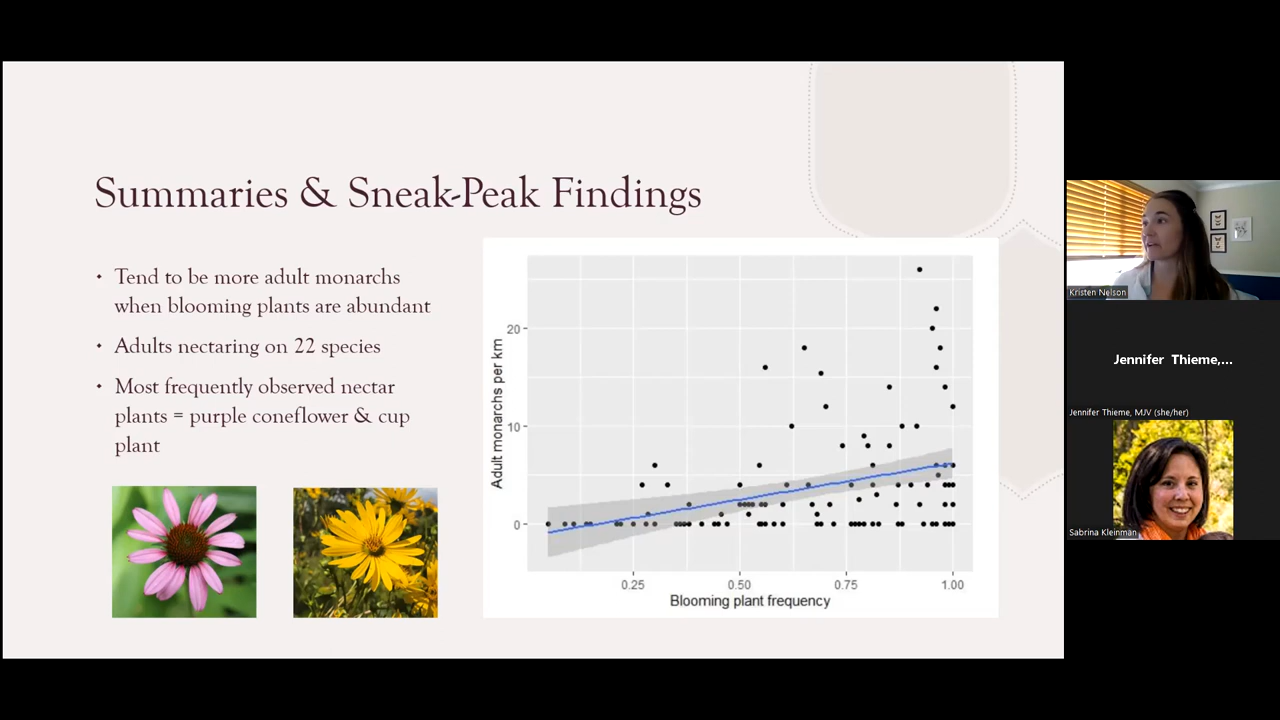 Summaries & Sneak-Peak Findings
• Tend to be more adult monarchs
when blooming plants are abundant
• Adults nectaring on 22 species
• Most frequently observed nectar
plants = purple coneflower & cup
plant
Adult monarchs per km
20
10
0
0.25 0.50 0.75 1.00
Blooming plant frequency
Kristen Nelson
Jennifer Thieme,...
Jennifer Thieme, MJV (she/her)
Sabrina Kleinman